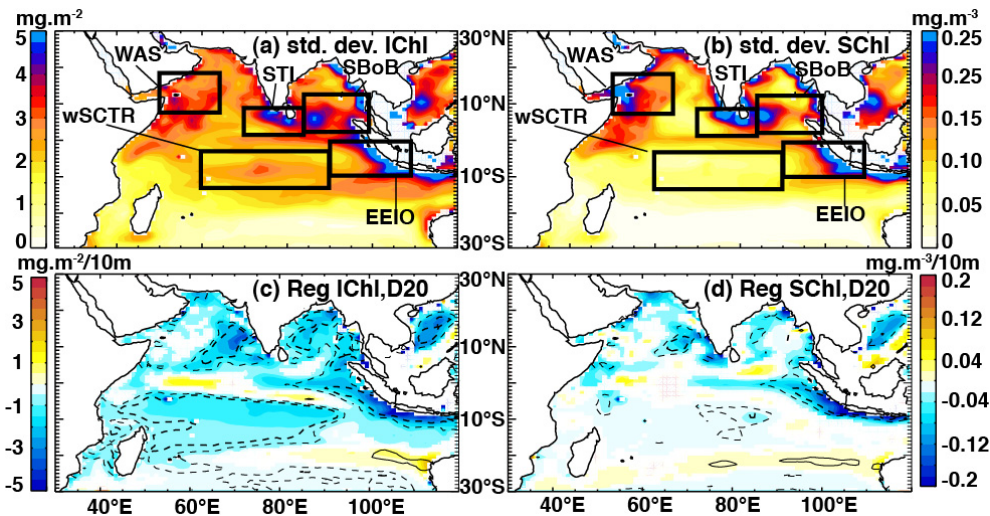 mg.m-2
mg.m-3
5
4
3
2
1
0
(a) std. dev. IChl
WAS
STI
SBoB
wSCTR
EEIO
(b) std. dev. SChl
WAS
STI
SBoB
wSCTR
EEIO
30°N
10°N
10°S
30°S
30°N
10°N
10°S
30°S
0.25
0.25
0.15
0.10
0.05
0
mg.m-2/10m
mg.m-3/10m
5
3
1
-1
-3
-5
(c) Reg IChl,D20
(d) Reg SChl,D20
30°N
10°N
10°S
30°S
0.2
0.12
0.04
-0.04
-0.12
-0.2
40°E 60°E 80°E 100°E
40°E 60°E 80°E 100°E